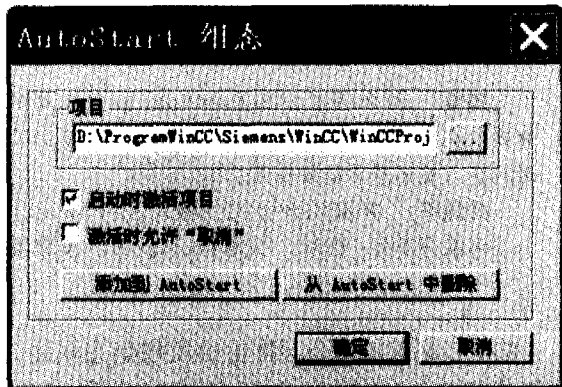 AutoStart 组态
项目
D:\ProgramWinCC\Siemens\WinCC\WinCCProj ...
启动时激活项目
激活时允许“取消”
添加到 AutoStart 从 AutoStart 中删除
确定 取消